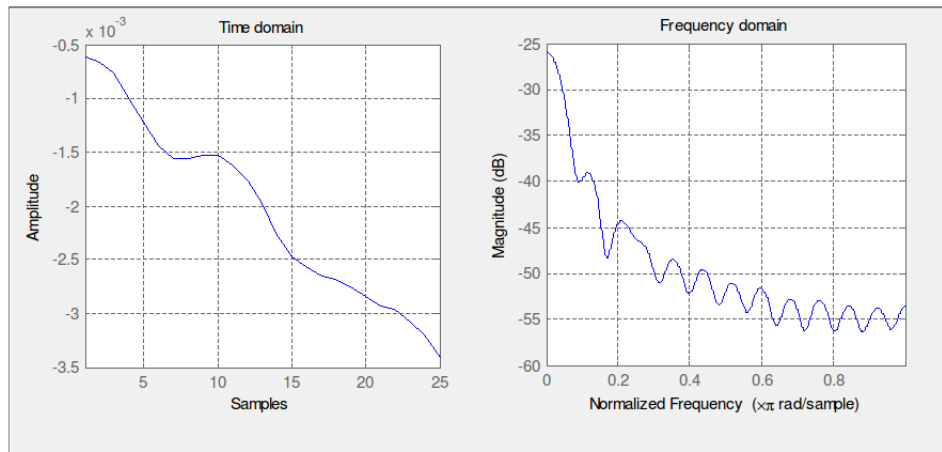 Time domain
x 10⁻³
-0.5
-1
-1.5
-2
-2.5
-3
-3.5
Amplitude
5 10 15 20 25
Samples
Frequency domain
-25
-30
-35
-40
-45
-50
-55
-60
Magnitude (dB)
0 0.2 0.4 0.6 0.8
Normalized Frequency (×π rad/sample)